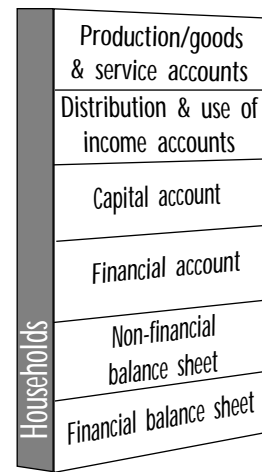 Production/goods
& service accounts
Distribution & use of
income accounts
Capital account
Financial account
Non-financial
balance sheet
Financial balance sheet
Households